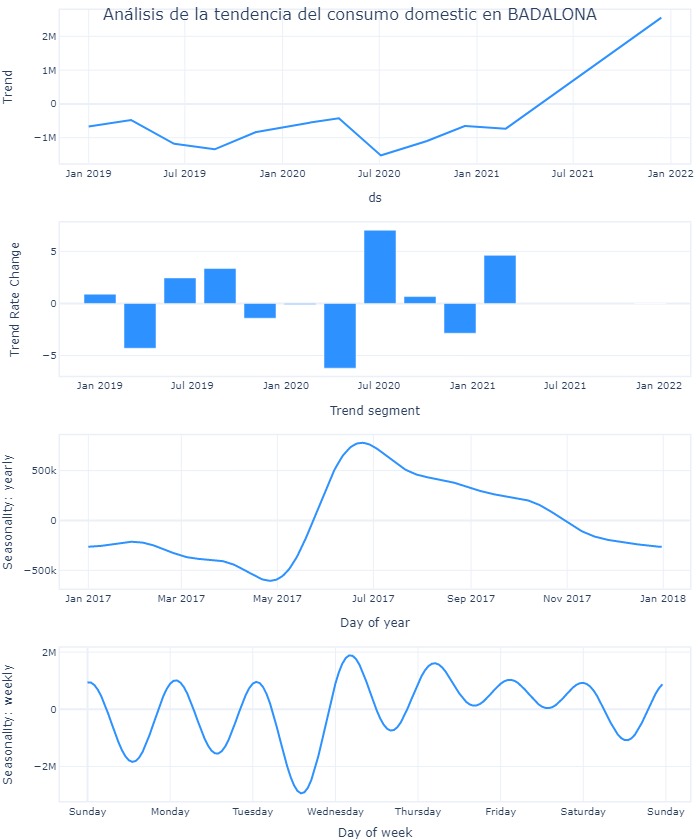 Análisis de la tendencia del consumo domestic en BADALONA
Trend
2M
1M
0
−1M
Jan 2019 Jul 2019 Jan 2020 Jul 2020 Jan 2021 Jul 2021 Jan 2022
ds
Trend Rate Change
5
0
−5
Jan 2019 Jul 2019 Jan 2020 Jul 2020 Jan 2021 Jul 2021 Jan 2022
Trend segment
Seasonality: yearly
500k
0
−500k
Jan 2017 Mar 2017 May 2017 Jul 2017 Sep 2017 Nov 2017 Jan 2018
Day of year
Seasonality: weekly
2M
0
−2M
Sunday Monday Tuesday Wednesday Thursday Friday Saturday Sunday
Day of week